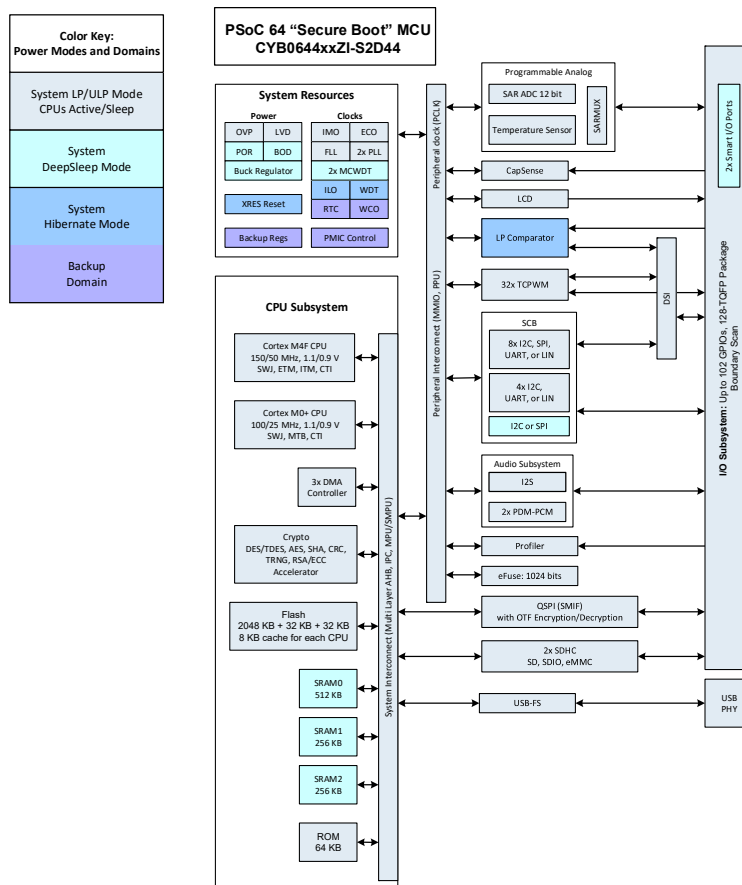 Color Key:
Power Modes and Domains
System LP/ULP Mode
CPUs Active/Sleep
System
DeepSleep Mode
System
Hibernate Mode
Backup
Domain
PSoC 64 “Secure Boot” MCU
CYB0644xxZI-S2D44
System Resources
Power
Clocks
OVP
LVD
IMO
ECO
POR
BOD
FLL
2x PLL
Buck Regulator
2x MCWDT
XRES Reset
ILO
WDT
RTC
WCO
Backup Regs
PMIC Control
CPU Subsystem
Cortex M4F CPU
150/50 MHz, 1.1/0.9 V
SWJ, ETM, ITM, CTI
Cortex M0+ CPU
100/25 MHz, 1.1/0.9 V
SWJ, MTB, CTI
3x DMA
Controller
Crypto
DES/TDES, AES, SHA, CRC,
TRNG, RSA/ECC
Accelerator
Flash
2048 KB + 32 KB + 32 KB
8 KB cache for each CPU
SRAM0
512 KB
SRAM1
256 KB
SRAM2
256 KB
ROM
64 KB
System Interconnect (Multi Layer AHB, IPC, MPU/SMPU)
Peripheral clock (PCLK)
Peripheral Interconnect (MMIO, PPU)
Programmable Analog
SAR ADC 12 bit
Temperature Sensor
SARMUX
CapSense
LCD
LP Comparator
32x TCPWM
DSI
SCB
8x I2C, SPI,
UART, or LIN
4x I2C,
UART, or LIN
I2C or SPI
Audio Subsystem
I2S
2x PDM-PCM
Profiler
eFuse: 1024 bits
QSPI (SMIF)
with OTF Encryption/Decryption
2x SDHC
SD, SDIO, eMMC
USB-FS
2x Smart I/O Ports
I/O Subsystem: Up to 102 GPIOs, 128-TQFP Package
Boundary Scan
USB
PHY